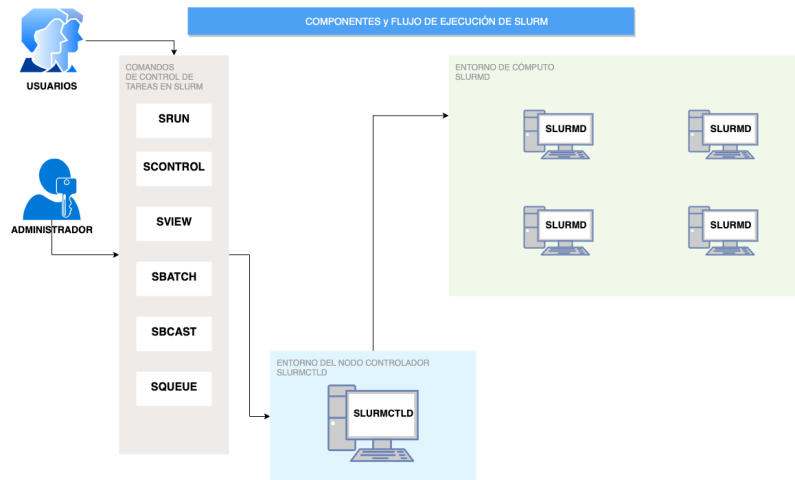 COMPONENTES y FLUJO DE EJECUCIÓN DE SLURM
USUARIOS
ADMINISTRADOR
COMANDOS
DE CONTROL DE
TAREAS EN SLURM
SRUN
SCONTROL
SVIEW
SBATCH
SBCAST
SQUEUE
ENTORNO DEL NODO CONTROLADOR
SLURMCTLD
SLURMCTLD
ENTORNO DE CÓMPUTO
SLURMD
SLURMD
SLURMD
SLURMD
SLURMD